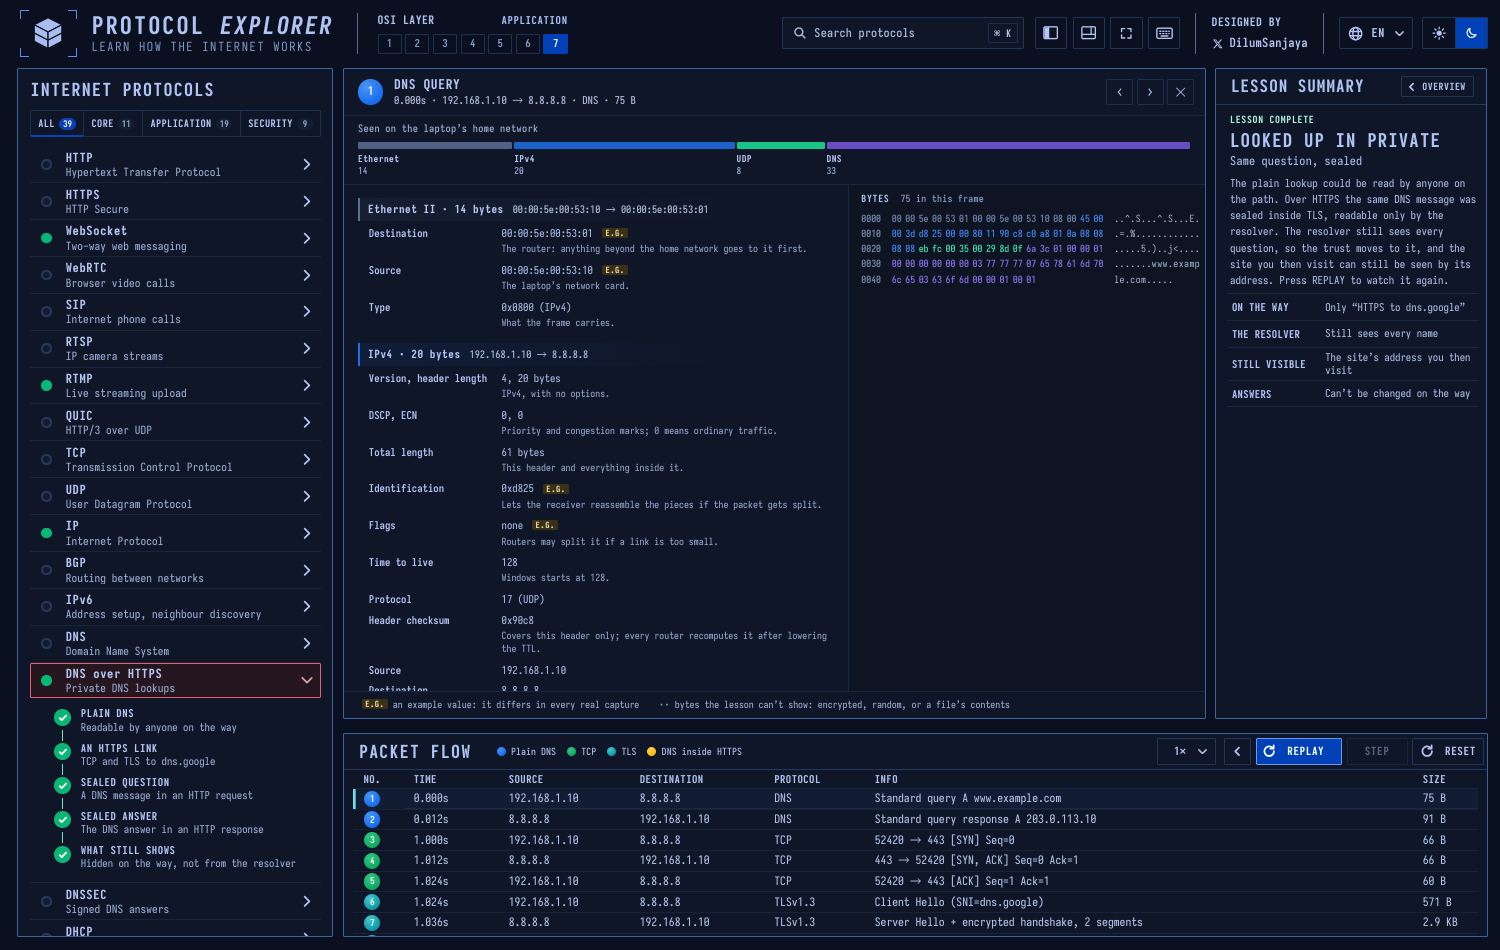 PROTOCOL EXPLORER
LEARN HOW THE INTERNET WORKS
OSI LAYER APPLICATION
1 2 3 4 5 6 7
Search protocols ⌘ K
DESIGNED BY
DilumSanjaya
EN
INTERNET PROTOCOLS
ALL 39 CORE 11 APPLICATION 19 SECURITY 9
HTTP
Hypertext Transfer Protocol
HTTPS
HTTP Secure
WebSocket
Two-way web messaging
WebRTC
Browser video calls
SIP
Internet phone calls
RTSP
IP camera streams
RTMP
Live streaming upload
QUIC
HTTP/3 over UDP
TCP
Transmission Control Protocol
UDP
User Datagram Protocol
IP
Internet Protocol
BGP
Routing between networks
IPv6
Address setup, neighbour discovery
DNS
Domain Name System
DNS over HTTPS
Private DNS lookups
PLAIN DNS
Readable by anyone on the way
AN HTTPS LINK
TCP and TLS to dns.google
SEALED QUESTION
A DNS message in an HTTP request
SEALED ANSWER
The DNS answer in an HTTP response
WHAT STILL SHOWS
Hidden on the way, not from the resolver
DNSSEC
Signed DNS answers
DHCP
1 DNS QUERY
0.000s · 192.168.1.10 → 8.8.8.8 · DNS · 75 B
Seen on the laptop's home network
Ethernet IPv4 UDP DNS
14 20 8 33
Ethernet II · 14 bytes 00:00:5e:00:53:10 → 00:00:5e:00:53:01
Destination 00:00:5e:00:53:01 E.G.
The router: anything beyond the home network goes to it first.
Source 00:00:5e:00:53:10 E.G.
The laptop's network card.
Type 0x0800 (IPv4)
What the frame carries.
IPv4 · 20 bytes 192.168.1.10 → 8.8.8.8
Version, header length 4, 20 bytes
IPv4, with no options.
DSCP, ECN 0, 0
Priority and congestion marks; 0 means ordinary traffic.
Total length 61 bytes
This header and everything inside it.
Identification 0xd825 E.G.
Lets the receiver reassemble the pieces if the packet gets split.
Flags none E.G.
Routers may split it if a link is too small.
Time to live 128
Windows starts at 128.
Protocol 17 (UDP)
Header checksum 0x90c8
Covers this header only; every router recomputes it after lowering
the TTL.
Source 192.168.1.10
Destination 8.8.8.8
E.G. an example value: it differs in every real capture ·· bytes the lesson can't show: encrypted, random, or a file's contents
BYTES 75 in this frame
0000 00 00 5e 00 53 01 00 00 5e 00 53 10 08 00 45 00 ..^.S...^.S...E.
0010 00 3d d8 25 00 00 80 11 90 c8 c0 a8 01 0a 08 08 .=.%............
0020 08 08 eb fc 00 35 00 29 8d 0f 6a 3c 01 00 00 01 .....5.)..j<....
0030 00 00 00 00 00 00 03 77 77 77 07 65 78 61 6d 70 .......www.examp
0040 6c 65 03 63 6f 6d 00 00 01 00 01 le.com.....
LESSON SUMMARY OVERVIEW
LESSON COMPLETE
LOOKED UP IN PRIVATE
Same question, sealed
The plain lookup could be read by anyone on
the path. Over HTTPS the same DNS message was
sealed inside TLS, readable only by the
resolver. The resolver still sees every
question, so the trust moves to it, and the
site you then visit can still be seen by its
address. Press REPLAY to watch it again.
ON THE WAY Only “HTTPS to dns.google”
THE RESOLVER Still sees every name
STILL VISIBLE The site's address you then
visit
ANSWERS Can't be changed on the way
PACKET FLOW Plain DNS TCP TLS DNS inside HTTPS
1× REPLAY STEP RESET
NO. TIME SOURCE DESTINATION PROTOCOL INFO SIZE
1 0.000s 192.168.1.10 8.8.8.8 DNS Standard query A www.example.com 75 B
2 0.012s 8.8.8.8 192.168.1.10 DNS Standard query response A 203.0.113.10 91 B
3 1.000s 192.168.1.10 8.8.8.8 TCP 52420 → 443 [SYN] Seq=0 66 B
4 1.012s 8.8.8.8 192.168.1.10 TCP 443 → 52420 [SYN, ACK] Seq=0 Ack=1 66 B
5 1.024s 192.168.1.10 8.8.8.8 TCP 52420 → 443 [ACK] Seq=1 Ack=1 60 B
6 1.024s 192.168.1.10 8.8.8.8 TLSv1.3 Client Hello (SNI=dns.google) 571 B
7 1.036s 8.8.8.8 192.168.1.10 TLSv1.3 Server Hello + encrypted handshake, 2 segments 2.9 KB